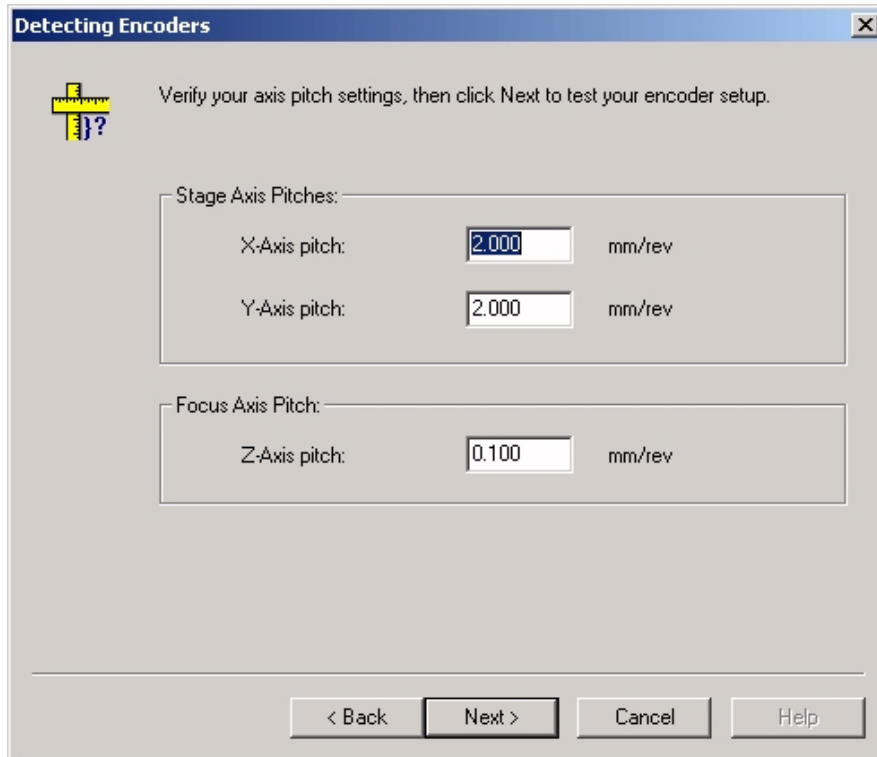 Detecting Encoders
}?
Verify your axis pitch settings, then click Next to test your encoder setup.
Stage Axis Pitches:
X-Axis pitch: 2.000 mm/rev
Y-Axis pitch: 2.000 mm/rev
Focus Axis Pitch:
Z-Axis pitch: 0.100 mm/rev
< Back Next > Cancel Help